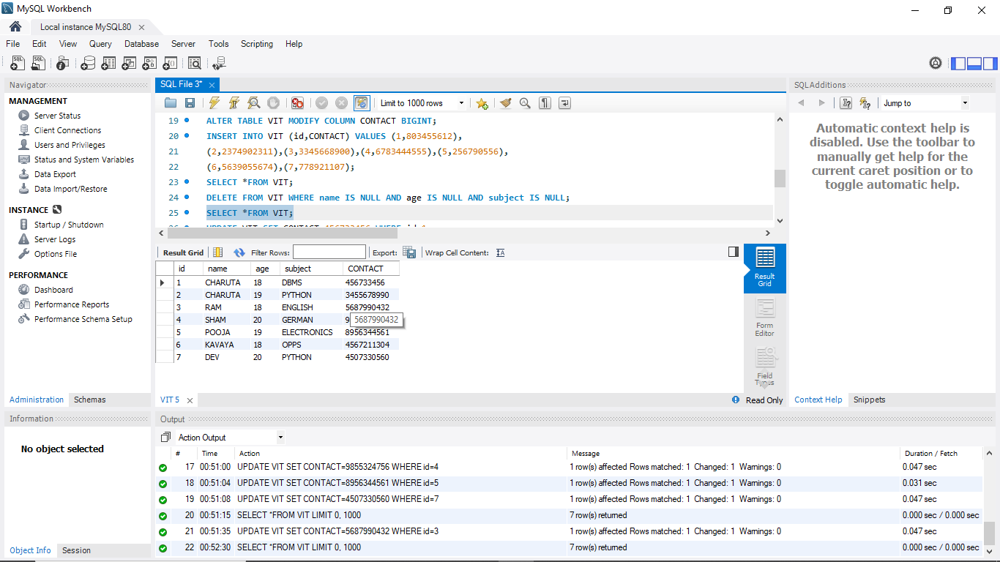 MySQL Workbench
Local instance MySQL80
File Edit View Query Database Server Tools Scripting Help
Navigator
MANAGEMENT
Server Status
Client Connections
Users and Privileges
Status and System Variables
Data Export
Data Import/Restore
INSTANCE
Startup / Shutdown
Server Logs
Options File
PERFORMANCE
Dashboard
Performance Reports
Performance Schema Setup
Administration Schemas
Information
No object selected
Object Info Session
SQL File 3*
Limit to 1000 rows
19 ALTER TABLE VIT MODIFY COLUMN CONTACT BIGINT;
20 INSERT INTO VIT (id,CONTACT) VALUES (1,803455612),
21 (2,2374902311),(3,3345668900),(4,6783444555),(5,256790556),
22 (6,5639055674),(7,778921107);
23 SELECT *FROM VIT;
24 DELETE FROM VIT WHERE name IS NULL AND age IS NULL AND subject IS NULL;
25 SELECT *FROM VIT;
Result Grid Filter Rows: Export: Wrap Cell Content:
id name age subject CONTACT
1 CHARUTA 18 DBMS 456733456
2 CHARUTA 19 PYTHON 3455678990
3 RAM 18 ENGLISH 5687990432
4 SHAM 20 GERMAN 9
5687990432
5 POOJA 19 ELECTRONICS 8956344561
6 KAVAYA 18 OPPS 4567211304
7 DEV 20 PYTHON 4507330560
Result Grid
Form Editor
Field Types
VIT 5
Read Only
SQLAdditions
Jump to
Automatic context help is
disabled. Use the toolbar to
manually get help for the
current caret position or to
toggle automatic help.
Context Help Snippets
Output
Action Output
# Time Action Message Duration / Fetch
17 00:51:00 UPDATE VIT SET CONTACT=9855324756 WHERE id=4 1 row(s) affected Rows matched: 1 Changed: 1 Warnings: 0 0.047 sec
18 00:51:04 UPDATE VIT SET CONTACT=8956344561 WHERE id=5 1 row(s) affected Rows matched: 1 Changed: 1 Warnings: 0 0.031 sec
19 00:51:08 UPDATE VIT SET CONTACT=4507330560 WHERE id=7 1 row(s) affected Rows matched: 1 Changed: 1 Warnings: 0 0.047 sec
20 00:51:15 SELECT *FROM VIT LIMIT 0, 1000 7 row(s) returned 0.000 sec / 0.000 sec
21 00:51:35 UPDATE VIT SET CONTACT=5687990432 WHERE id=3 1 row(s) affected Rows matched: 1 Changed: 1 Warnings: 0 0.047 sec
22 00:52:30 SELECT *FROM VIT LIMIT 0, 1000 7 row(s) returned 0.000 sec / 0.000 sec